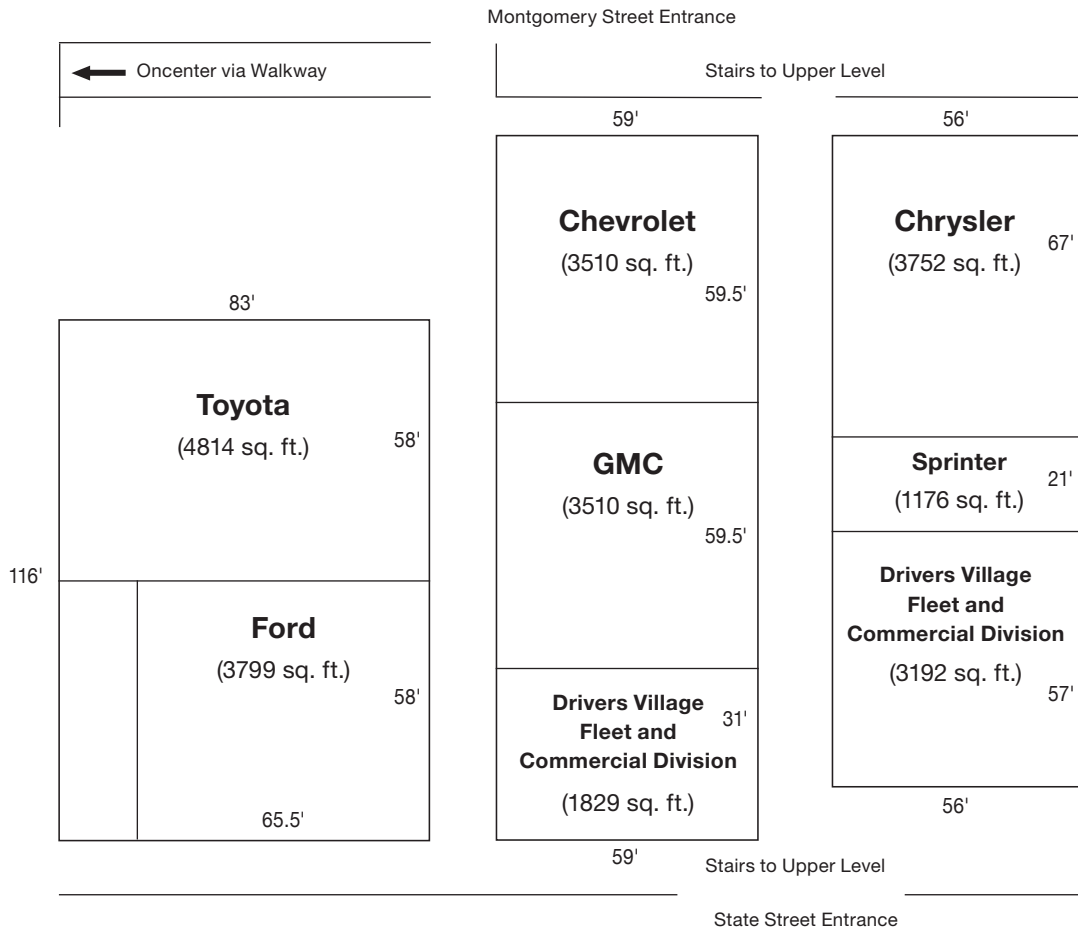 Montgomery Street Entrance
Oncenter via Walkway
Stairs to Upper Level
59'
56'
Chevrolet
(3510 sq. ft.)
59.5'
Chrysler
(3752 sq. ft.)
67'
83'
Toyota
(4814 sq. ft.)
58'
GMC
(3510 sq. ft.)
59.5'
Sprinter
(1176 sq. ft.)
21'
116'
Ford
(3799 sq. ft.)
58'
65.5'
Drivers Village
Fleet and
Commercial Division
(1829 sq. ft.)
31'
59'
Drivers Village
Fleet and
Commercial Division
(3192 sq. ft.)
57'
56'
Stairs to Upper Level
State Street Entrance